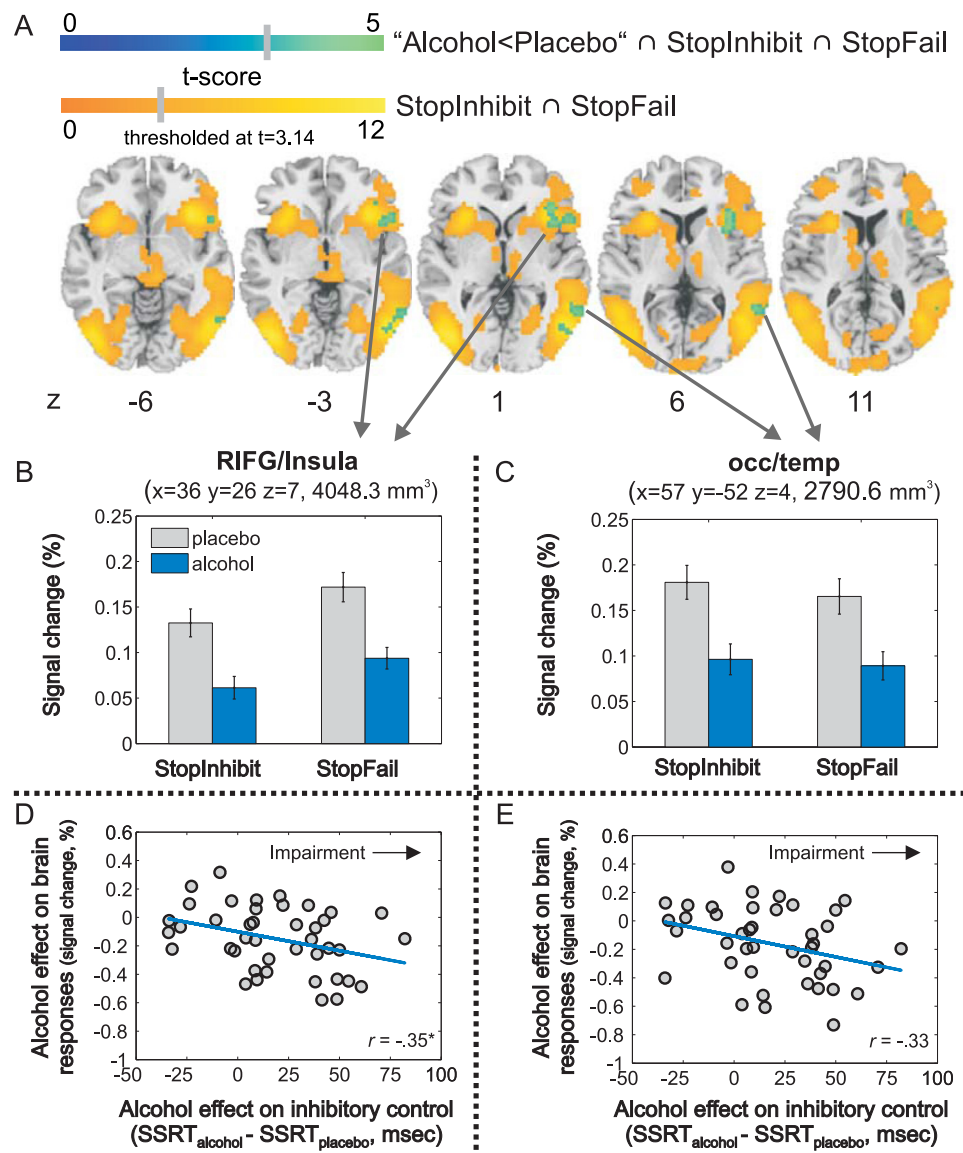 A
0 5
"Alcohol<Placebo" ∩ StopInhibit ∩ StopFail
t-score
StopInhibit ∩ StopFail
0 12
thresholded at t=3.14
z -6 -3 1 6 11
B
RIFG/Insula
(x=36 y=26 z=7, 4048.3 mm³)
Signal change (%)
0.25
0.2
0.15
0.1
0.05
0
placebo
alcohol
StopInhibit StopFail
C
occ/temp
(x=57 y=-52 z=4, 2790.6 mm³)
Signal change (%)
0.25
0.2
0.15
0.1
0.05
0
StopInhibit StopFail
D
Alcohol effect on brain
responses (signal change, %)
0.6
0.4
0.2
0
-0.2
-0.4
-0.6
-0.8
-1
Impairment
r = -.35*
-50 -25 0 25 50 75 100
Alcohol effect on inhibitory control
(SSRTalcohol - SSRTplacebo, msec)
E
Alcohol effect on brain
responses (signal change, %)
0.6
0.4
0.2
0
-0.2
-0.4
-0.6
-0.8
-1
Impairment
r = -.33
-50 -25 0 25 50 75 100
Alcohol effect on inhibitory control
(SSRTalcohol - SSRTplacebo, msec)